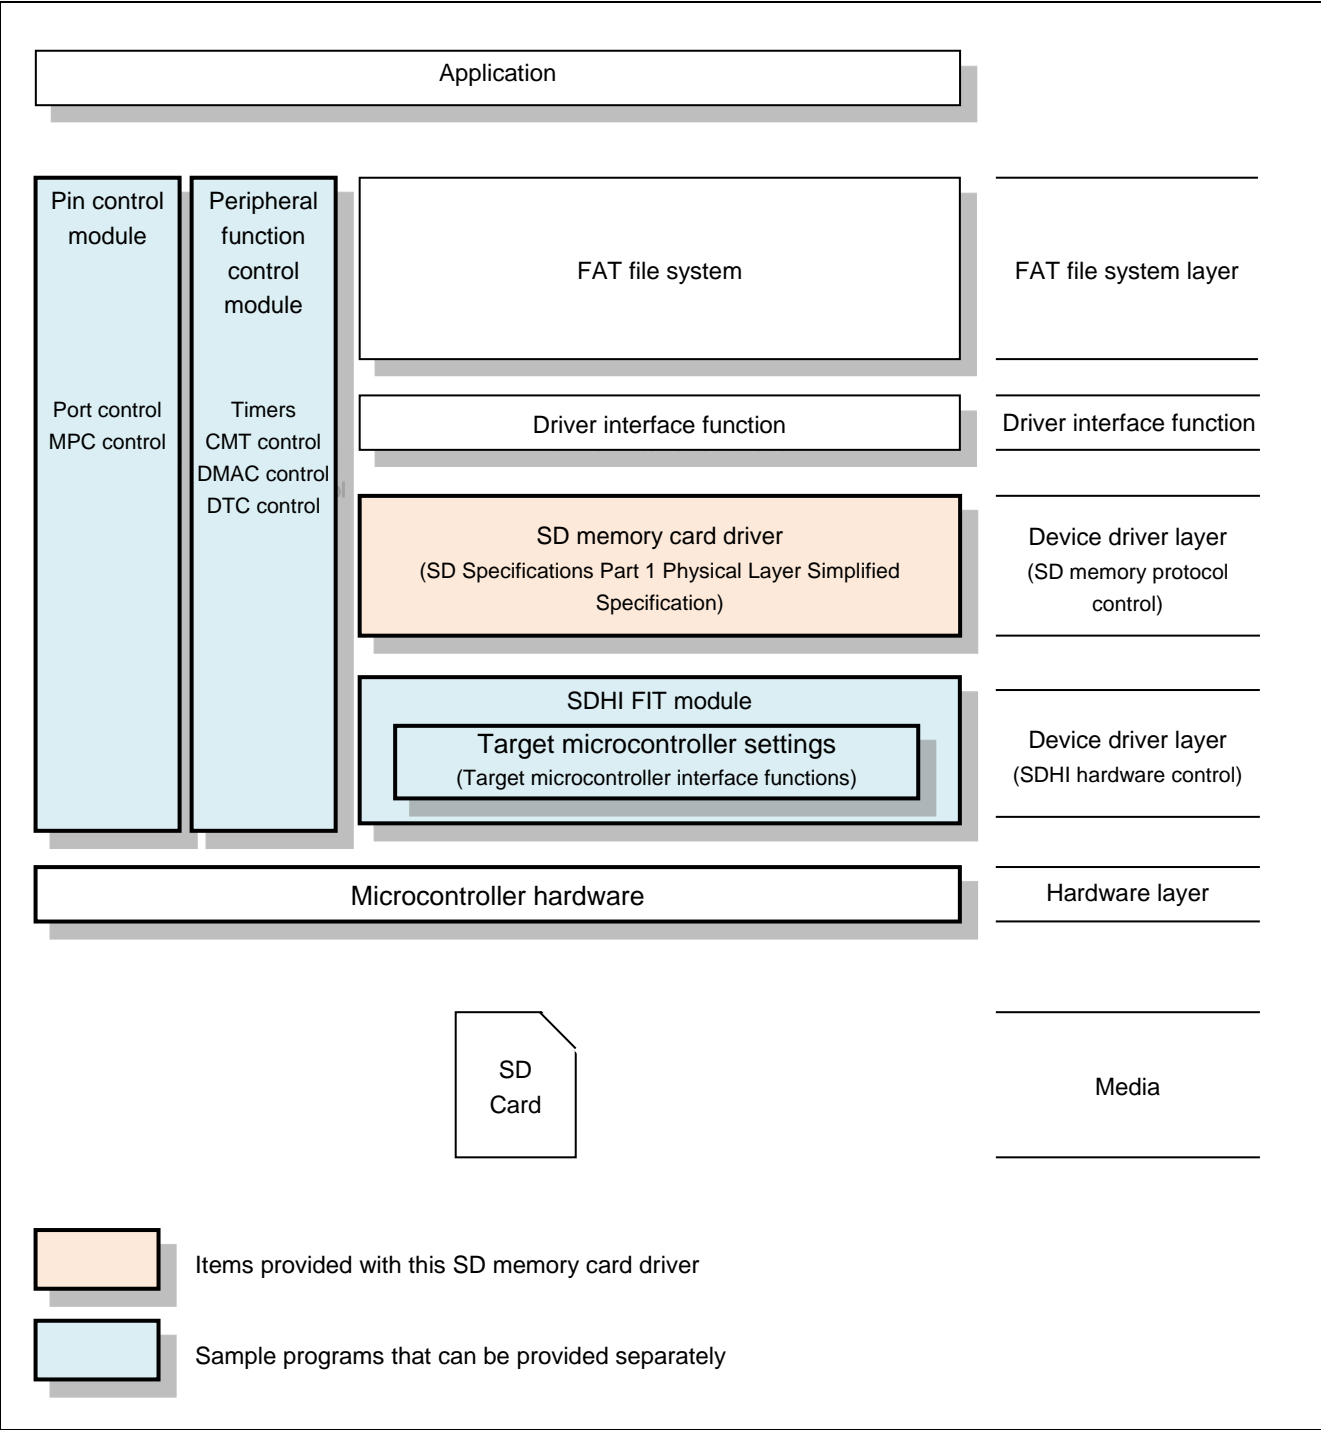 Application
Pin control
module
Port control
MPC control
Peripheral
function
control
module
Timers
CMT control
DMAC control
DTC control
FAT file system
FAT file system layer
Driver interface function
Driver interface function
SD memory card driver
(SD Specifications Part 1 Physical Layer Simplified
Specification)
Device driver layer
(SD memory protocol
control)
SDHI FIT module
Target microcontroller settings
(Target microcontroller interface functions)
Device driver layer
(SDHI hardware control)
Microcontroller hardware
Hardware layer
SD
Card
Media
Items provided with this SD memory card driver
Sample programs that can be provided separately